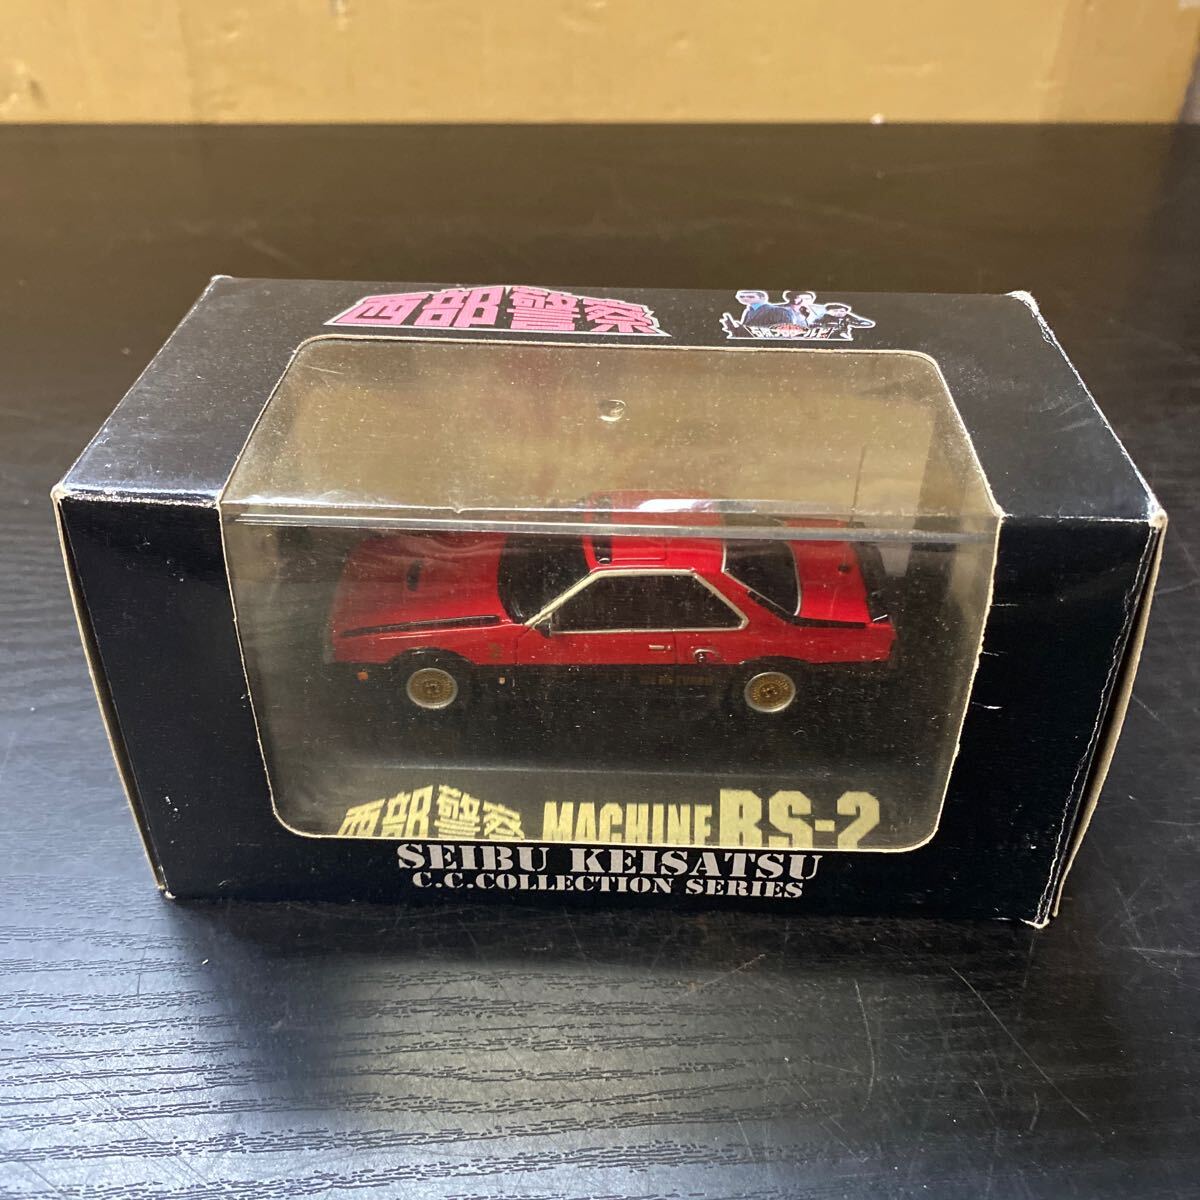 西部警察
西部警察 MACHINE RS-2
SEIBU KEISATSU
C.C.COLLECTION SERIES